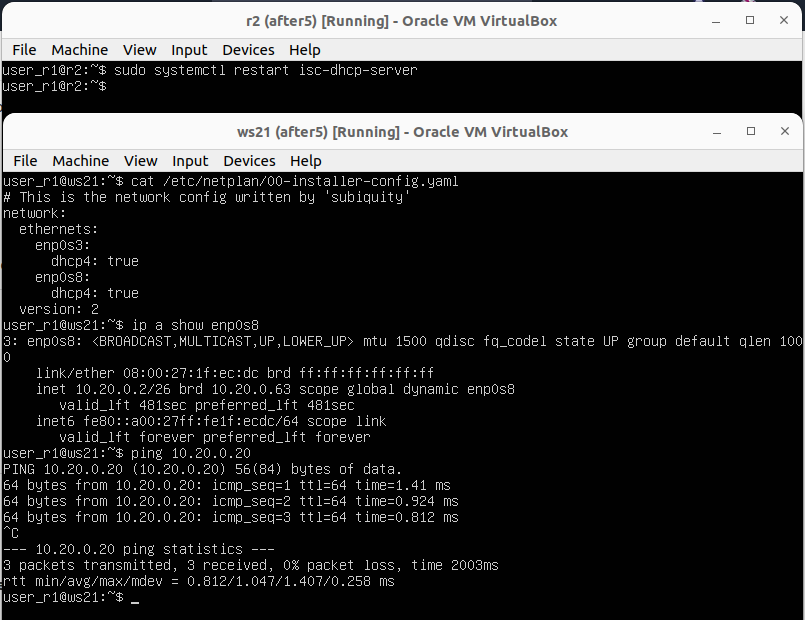 r2 (after5) [Running] - Oracle VM VirtualBox
File Machine View Input Devices Help
user_r1@r2:~$ sudo systemctl restart isc-dhcp-server
user_r1@r2:~$
ws21 (after5) [Running] - Oracle VM VirtualBox
File Machine View Input Devices Help
user_r1@ws21:~$ cat /etc/netplan/00-installer-config.yaml
# This is the network config written by 'subiquity'
network:
  ethernets:
    enp0s3:
      dhcp4: true
    enp0s8:
      dhcp4: true
  version: 2
user_r1@ws21:~$ ip a show enp0s8
3: enp0s8: <BROADCAST,MULTICAST,UP,LOWER_UP> mtu 1500 qdisc fq_codel state UP group default qlen 100
0
    link/ether 08:00:27:1f:ec:dc brd ff:ff:ff:ff:ff:ff
    inet 10.20.0.2/26 brd 10.20.0.63 scope global dynamic enp0s8
       valid_lft 481sec preferred_lft 481sec
    inet6 fe80::a00:27ff:fe1f:ecdc/64 scope link
       valid_lft forever preferred_lft forever
user_r1@ws21:~$ ping 10.20.0.20
PING 10.20.0.20 (10.20.0.20) 56(84) bytes of data.
64 bytes from 10.20.0.20: icmp_seq=1 ttl=64 time=1.41 ms
64 bytes from 10.20.0.20: icmp_seq=2 ttl=64 time=0.924 ms
64 bytes from 10.20.0.20: icmp_seq=3 ttl=64 time=0.812 ms
^C
--- 10.20.0.20 ping statistics ---
3 packets transmitted, 3 received, 0% packet loss, time 2003ms
rtt min/avg/max/mdev = 0.812/1.047/1.407/0.258 ms
user_r1@ws21:~$ _